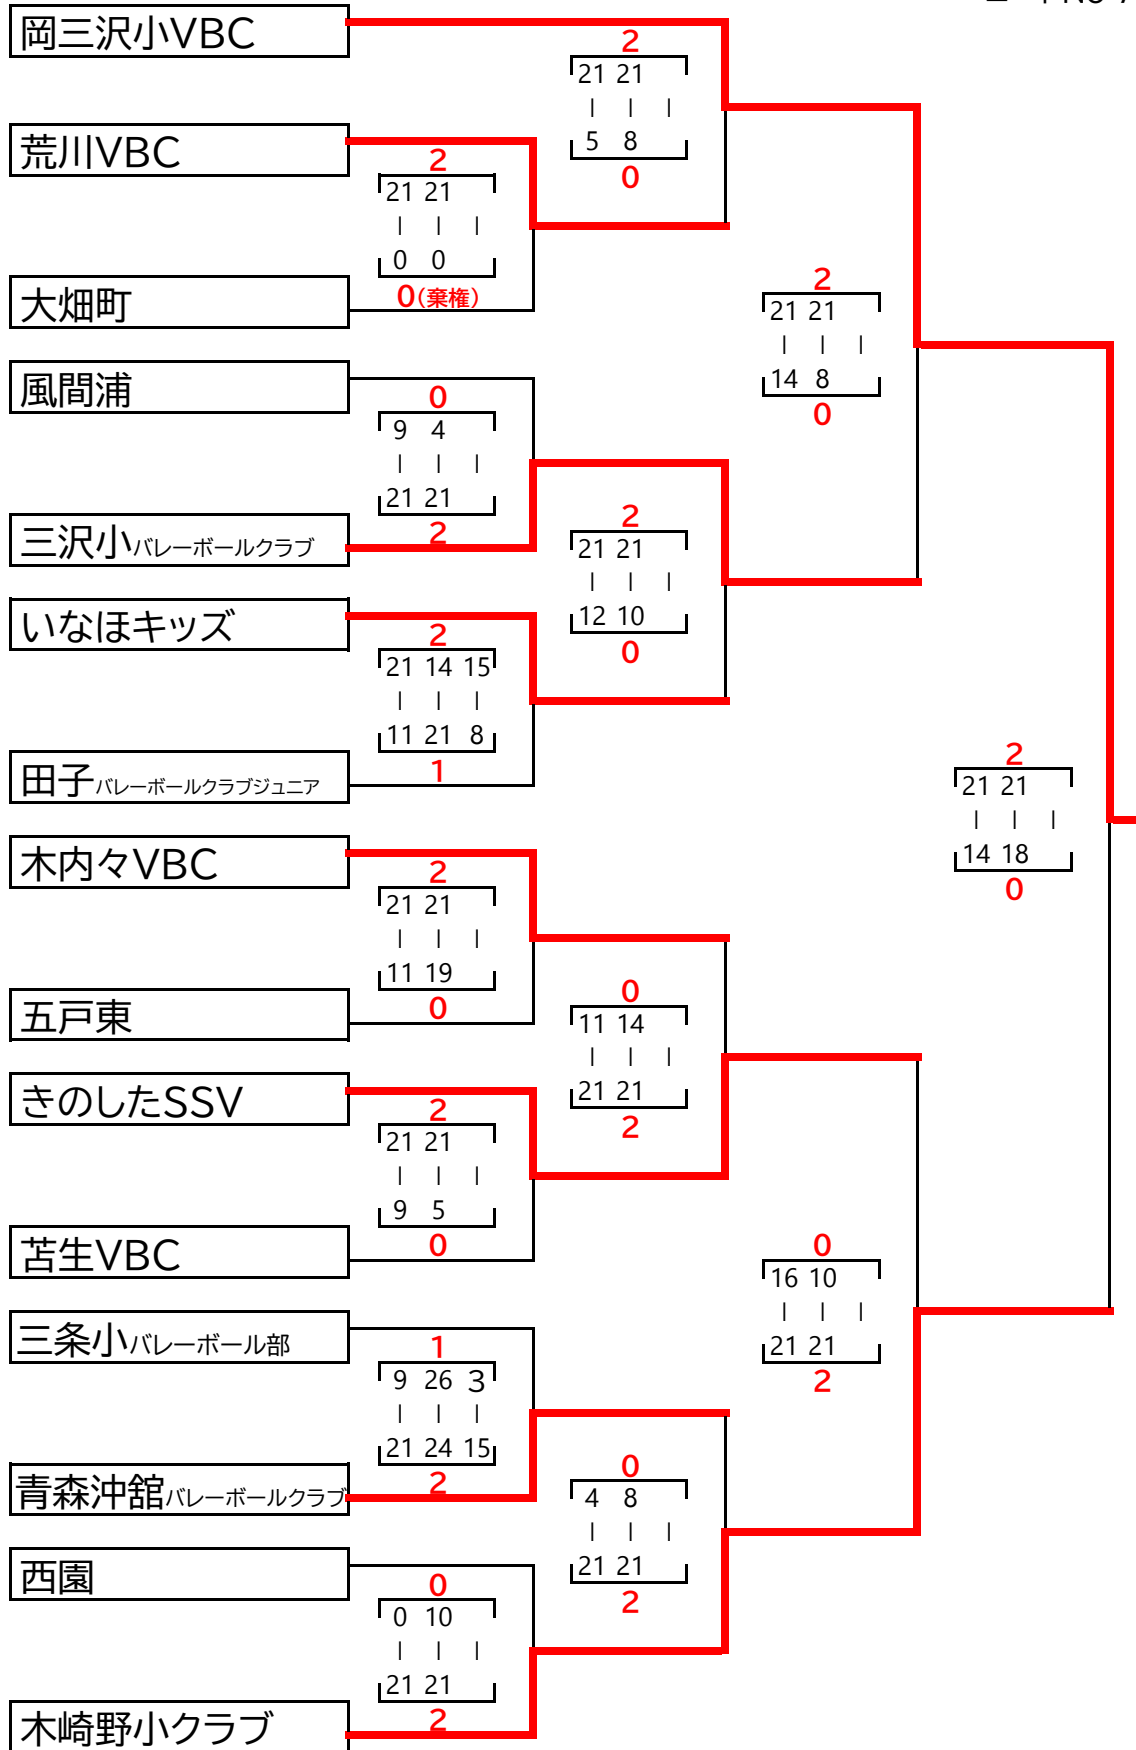 岡三沢小VBC
2
21 21
| | |
5 8
0
荒川VBC
2
21 21
| | |
0 0
0(棄権)
大畑町
2
21 21
| | |
14 8
0
風間浦
0
9 4
| | |
21 21
2
三沢小バレーボールクラブ
2
21 21
| | |
12 10
0
いなほキッズ
2
21 14 15
| | |
11 21 8
1
田子バレーボールクラブジュニア
2
21 21
| | |
14 18
0
木内々VBC
2
21 21
| | |
11 19
0
五戸東
0
11 14
| | |
21 21
2
きのしたSSV
2
21 21
| | |
9 5
0
苫生VBC
0
16 10
| | |
21 21
2
三条小バレーボール部
1
9 26 3
| | |
21 24 15
2
青森沖舘バレーボールクラブ
0
4 8
| | |
21 21
2
西園
0
0 10
| | |
21 21
2
木崎野小クラブ